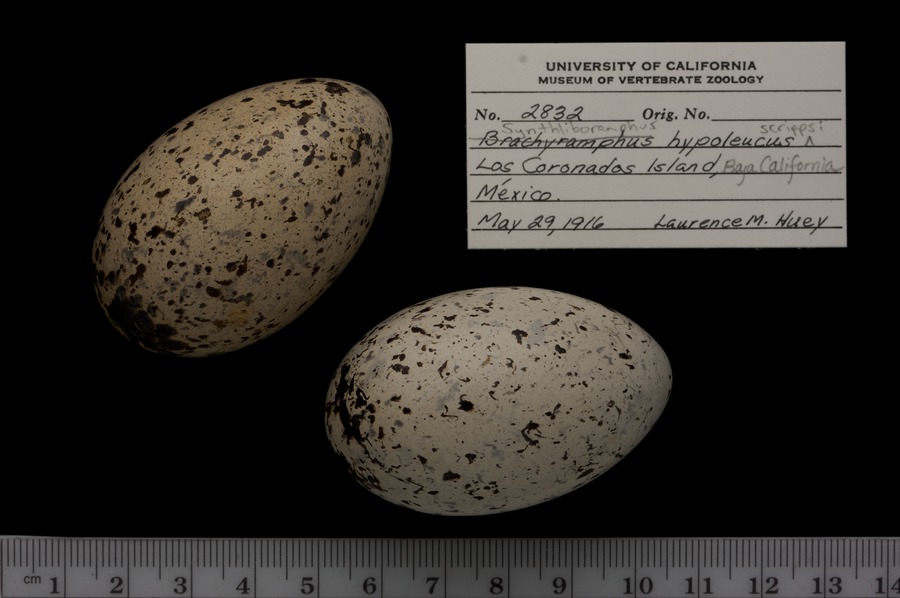 UNIVERSITY OF CALIFORNIA
MUSEUM OF VERTEBRATE ZOOLOGY
No. 2832 Orig. No.
Synthliboramphus scrippsi
Brachyramphus hypoleucus ^
Los Coronados Island, Baja California
México.
May 29, 1916 Laurence M. Huey
cm 1 2 3 4 5 6 7 8 9 10 11 12 13 14